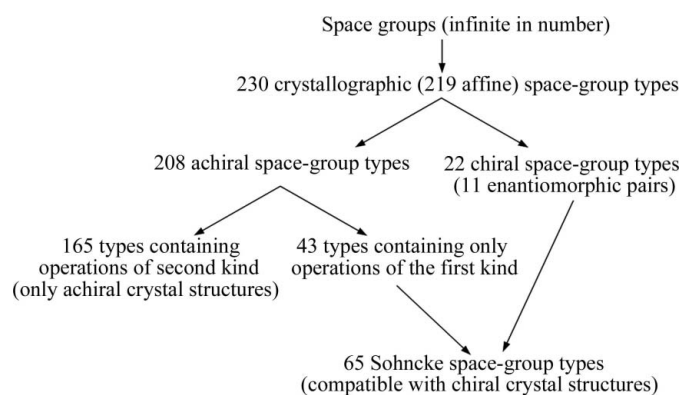 Space groups (infinite in number)
230 crystallographic (219 affine) space-group types
208 achiral space-group types
22 chiral space-group types
(11 enantiomorphic pairs)
165 types containing
operations of second kind
(only achiral crystal structures)
43 types containing only
operations of the first kind
65 Sohncke space-group types
(compatible with chiral crystal structures)